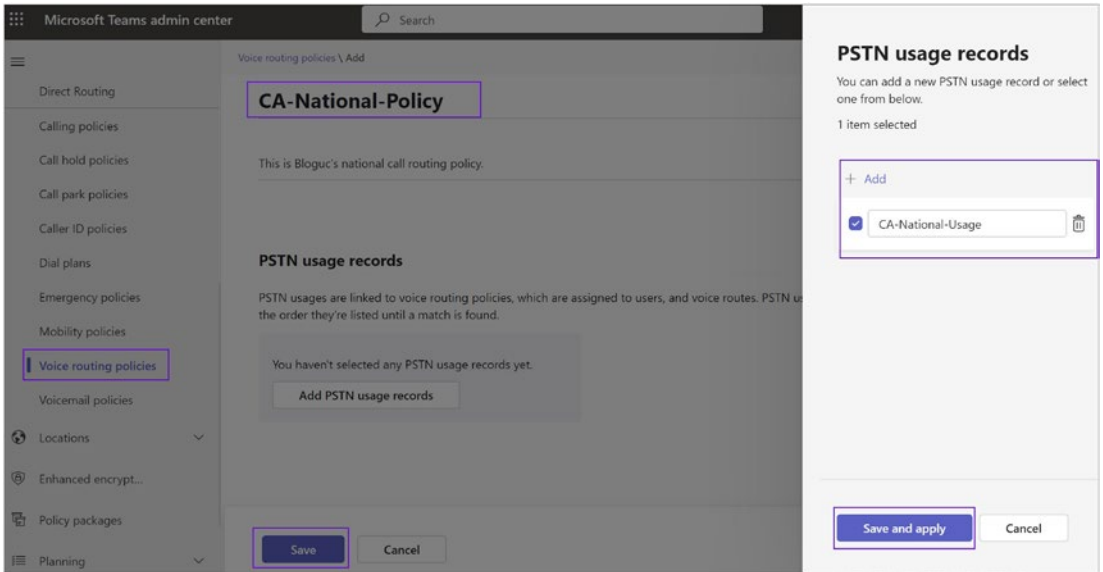 Microsoft Teams admin center
Search
Direct Routing
Calling policies
Call hold policies
Call park policies
Caller ID policies
Dial plans
Emergency policies
Mobility policies
Voice routing policies
Voicemail policies
Locations
Enhanced encrypt...
Policy packages
Planning
Voice routing policies \ Add
CA-National-Policy
This is Bloguc's national call routing policy.
PSTN usage records
PSTN usages are linked to voice routing policies, which are assigned to users, and voice routes. PSTN
the order they're listed until a match is found.
You haven't selected any PSTN usage records yet.
Add PSTN usage records
Save
Cancel
PSTN usage records
You can add a new PSTN usage record or select
one from below.
1 item selected
+ Add
CA-National-Usage
Save and apply
Cancel